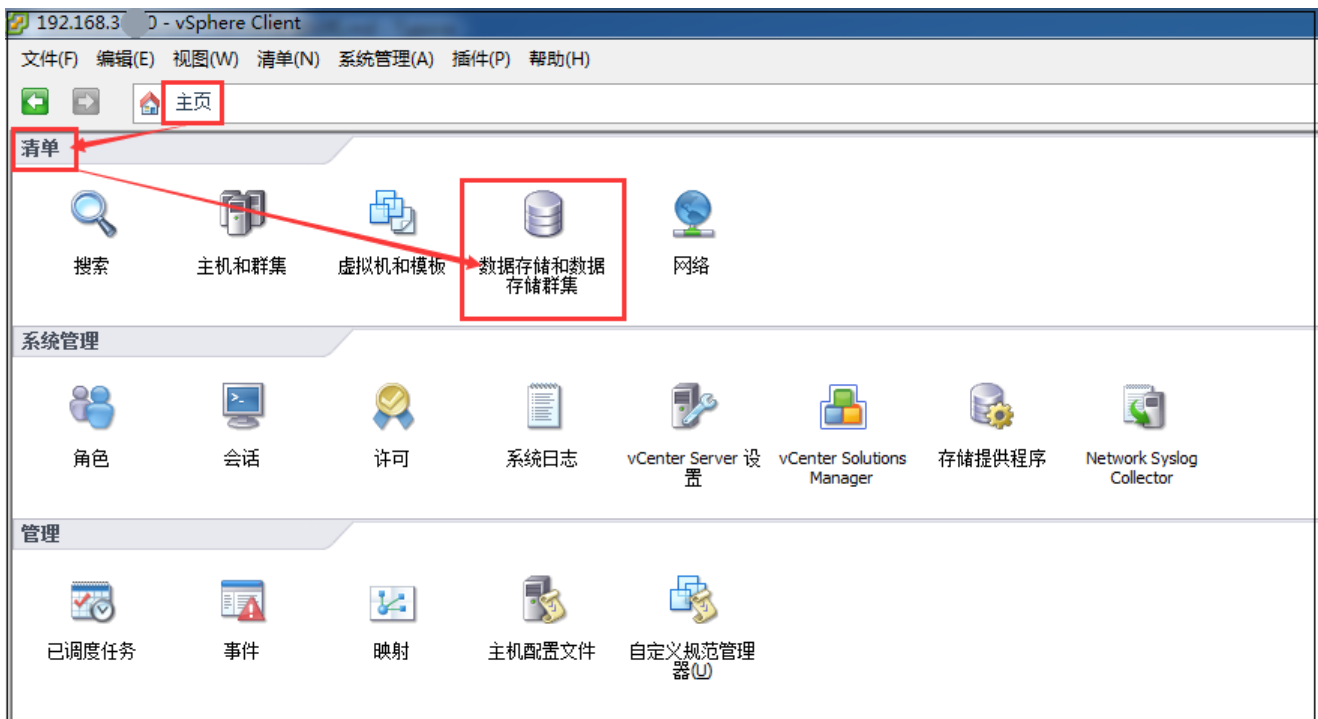 192.168.3 0 - vSphere Client
文件(F) 编辑(E) 视图(W) 清单(N) 系统管理(A) 插件(P) 帮助(H)
主页
清单
搜索
主机和群集
虚拟机和模板
数据存储和数据
存储群集
网络
系统管理
角色
会话
许可
系统日志
vCenter Server 设
置
vCenter Solutions
Manager
存储提供程序
Network Syslog
Collector
管理
已调度任务
事件
映射
主机配置文件
自定义规范管理
器(U)